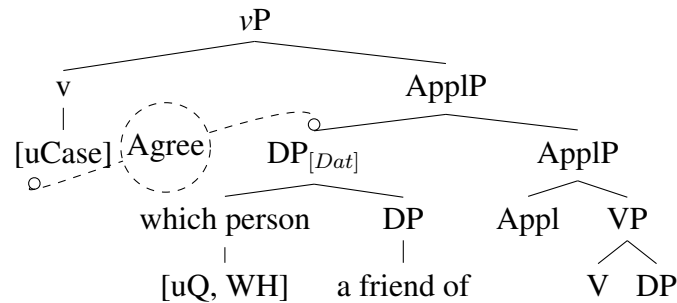 vP
v ApplP
[uCase] Agree DP[Dat] ApplP
which person DP Appl VP
[uQ, WH] a friend of V DP